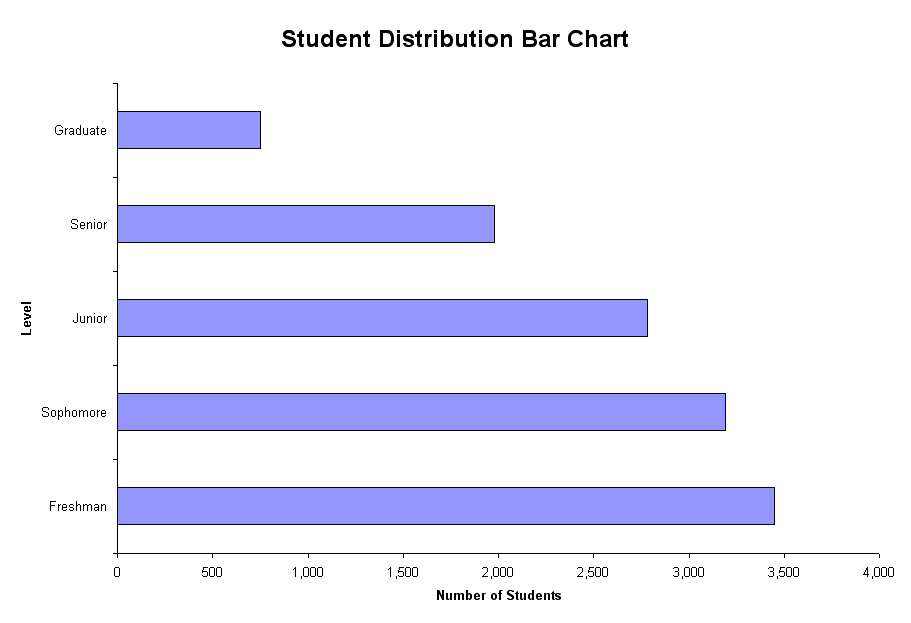 Student Distribution Bar Chart
Graduate
Senior
Junior
Sophomore
Freshman
Level
0 500 1,000 1,500 2,000 2,500 3,000 3,500 4,000
Number of Students